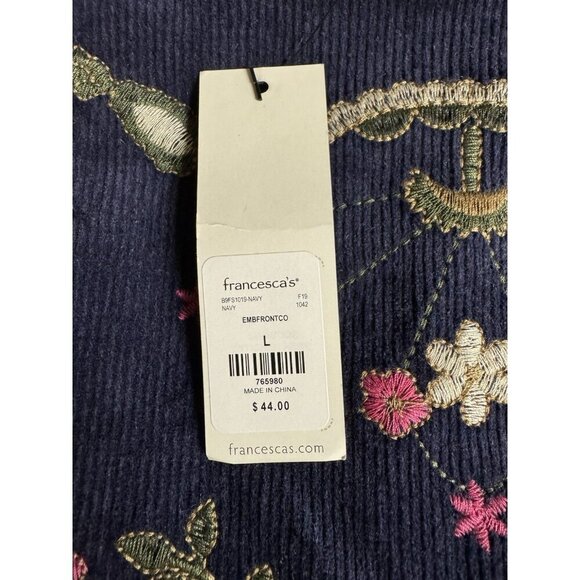 francesca's®
B9FS1019-NAVY F19
NAVY 1042
EMBFRONTCO
L
765980
MADE IN CHINA
$ 44.00
francescas.com